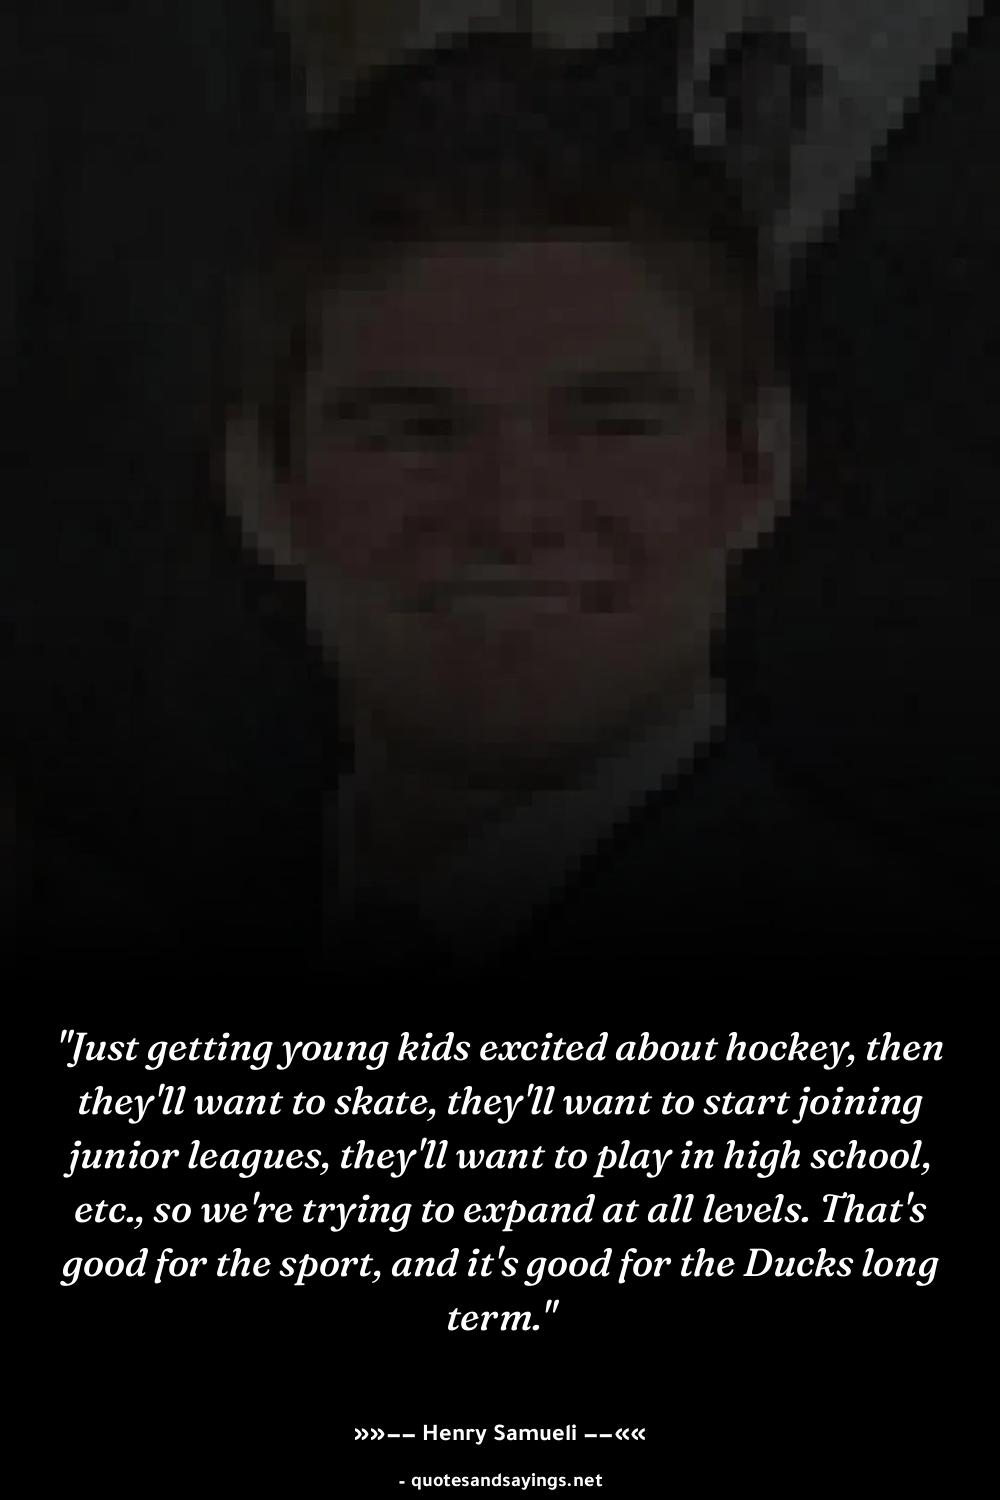 "Just getting young kids excited about hockey, then
they'll want to skate, they'll want to start joining
junior leagues, they'll want to play in high school,
etc., so we're trying to expand at all levels. That's
good for the sport, and it's good for the Ducks long
term."
»»–– Henry Samueli ––««
- quotesandsayings.net